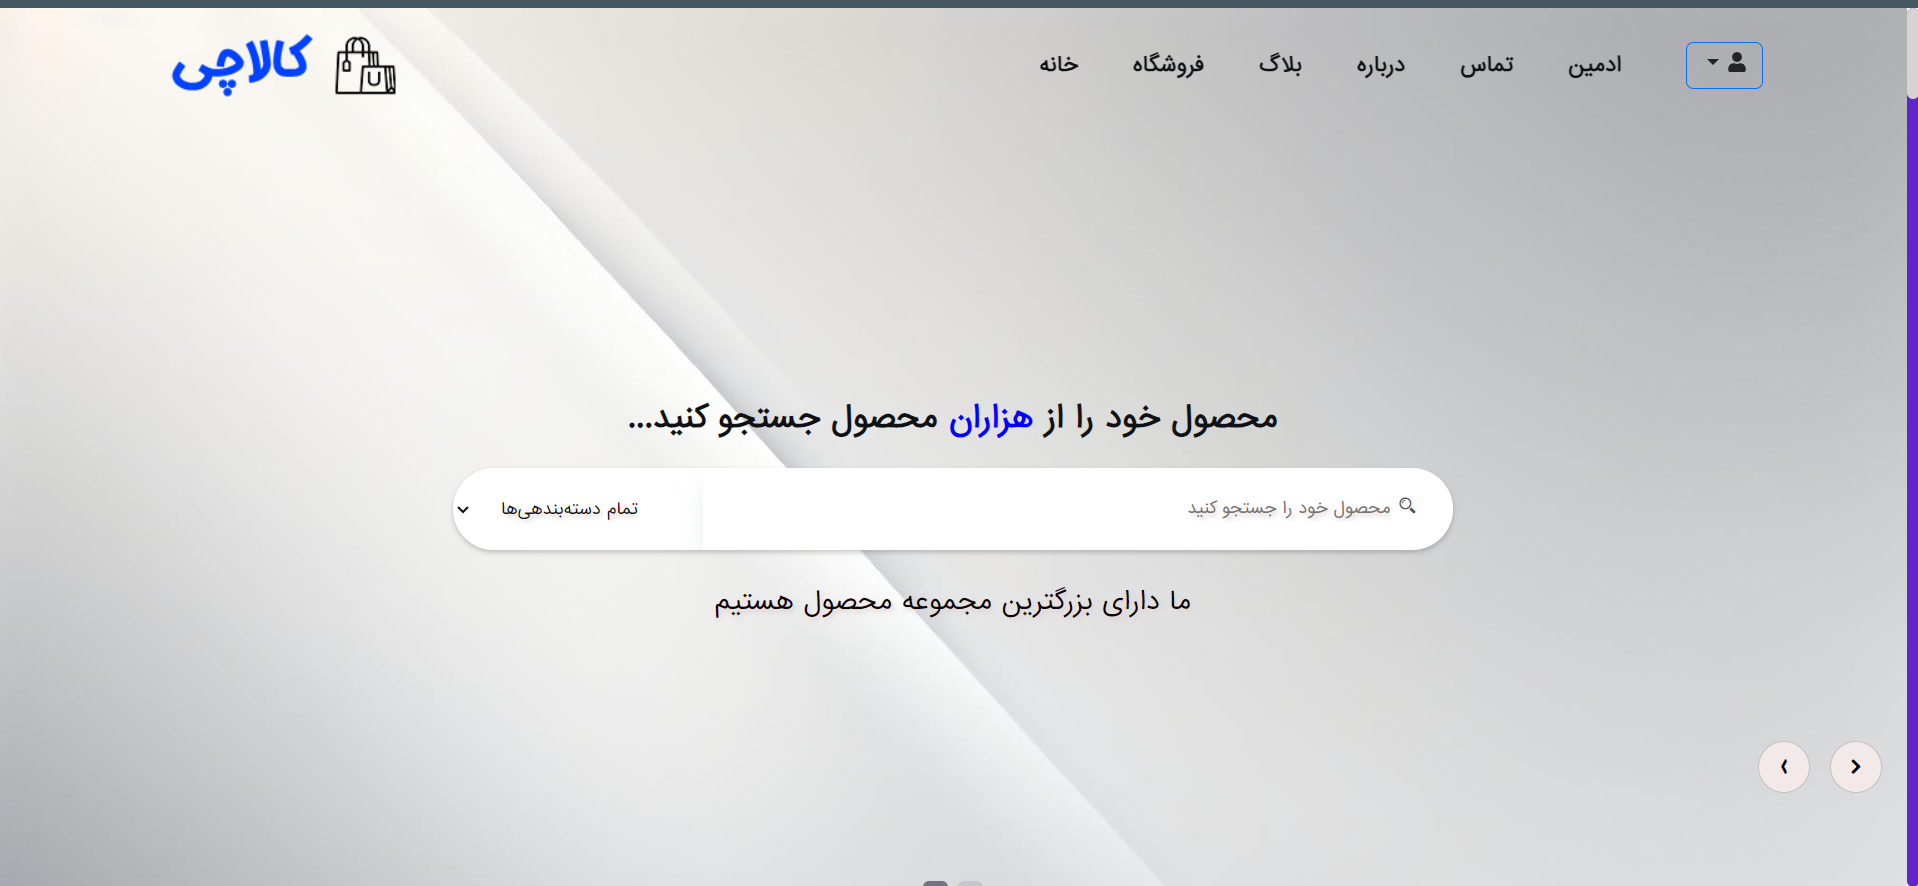 ادمین تماس درباره بلاگ فروشگاه خانه کالاچی
محصول خود را از هزاران محصول جستجو کنید...
محصول خود را جستجو کنید تمام دسته‌بندهی‌ها
ما دارای بزرگترین مجموعه محصول هستیم